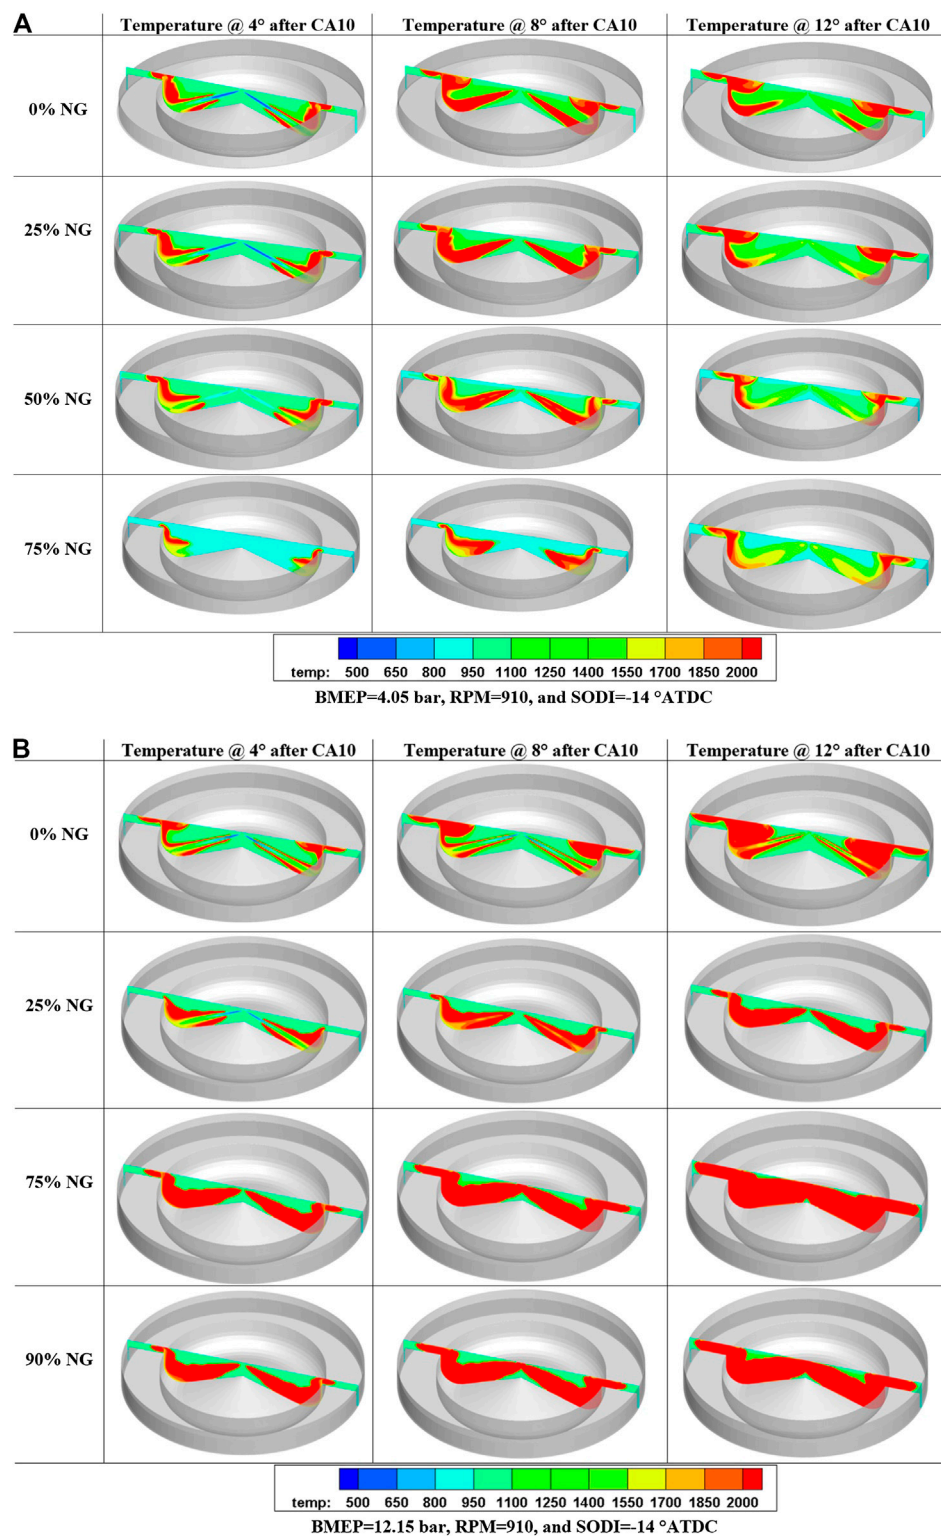 A
Temperature @ 4° after CA10 Temperature @ 8° after CA10 Temperature @ 12° after CA10
0% NG
25% NG
50% NG
75% NG
temp: 500 650 800 950 1100 1250 1400 1550 1700 1850 2000
BMEP=4.05 bar, RPM=910, and SODI=-14 °ATDC
B
Temperature @ 4° after CA10 Temperature @ 8° after CA10 Temperature @ 12° after CA10
0% NG
25% NG
75% NG
90% NG
temp: 500 650 800 950 1100 1250 1400 1550 1700 1850 2000
BMEP=12.15 bar, RPM=910, and SODI=-14 °ATDC